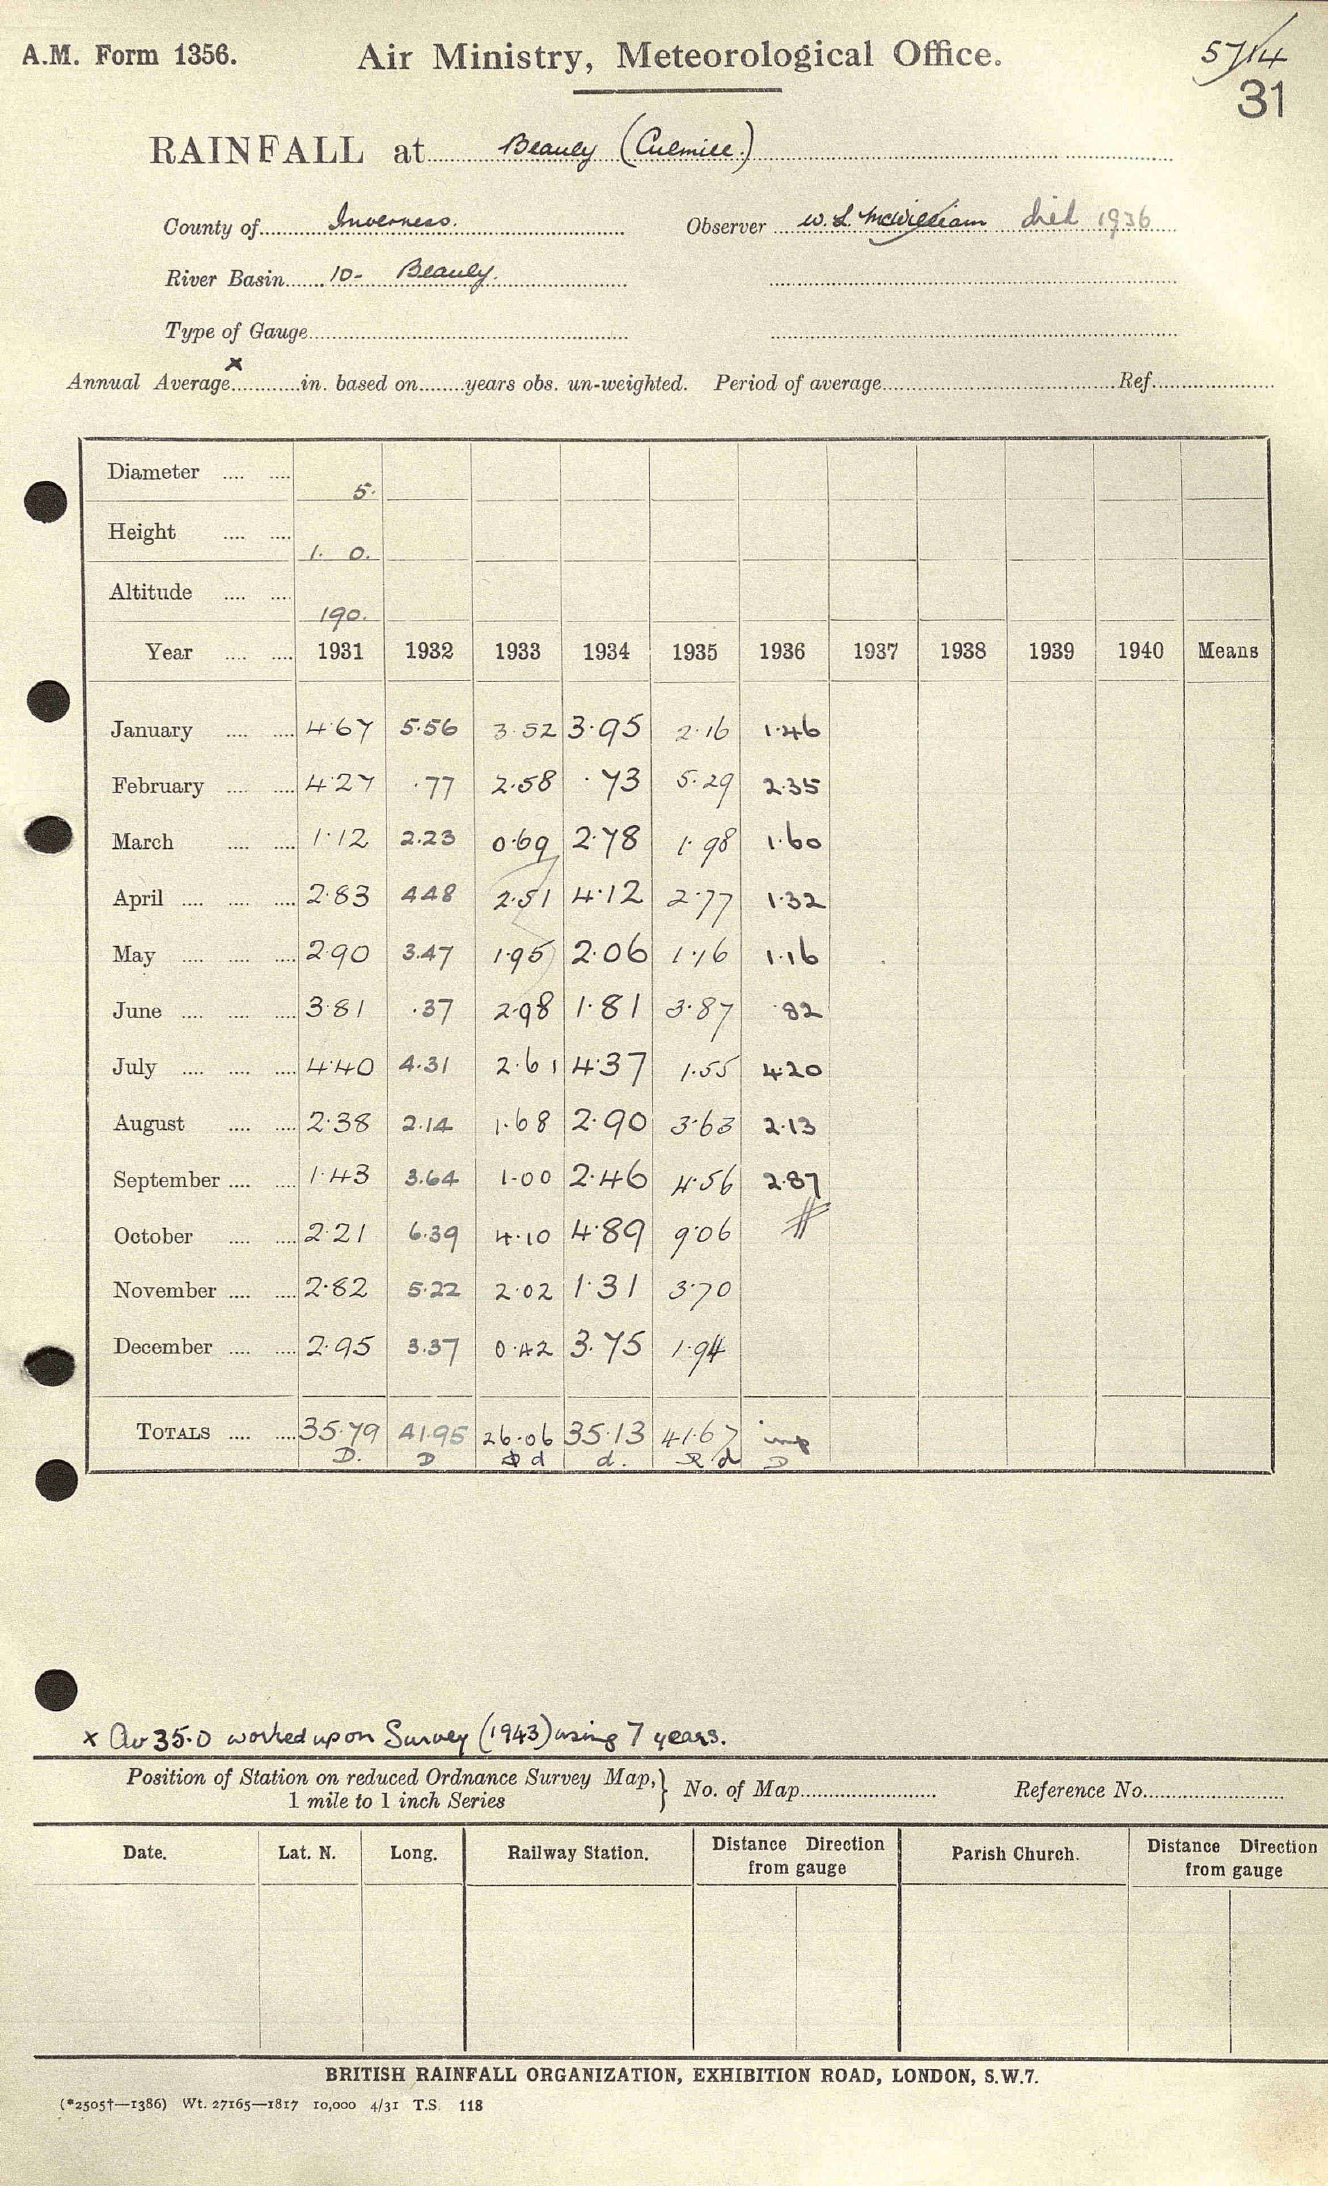 A.M. Form 1356. Air Ministry, Meteorological Office. 57/14
31
RAINFALL at Beauly (Culmill.)
County of Inverness. Observer W. L. McWilliam died 1936
River Basin 10- Beauly.
Type of Gauge
x
Annual Average in. based on years obs. un-weighted. Period of average Ref.
Diameter 5.
Height 1. 0.
Altitude 190.
Year 1931 1932 1933 1934 1935 1936 1937 1938 1939 1940 Means
January 4.67 5.56 3.52 3.95 2.16 1.46
February 4.27 .77 2.58 .73 5.29 2.35
March 1.12 2.23 0.69 2.78 1.98 1.60
April 2.83 4.48 2.51 4.12 2.77 1.32
May 2.90 3.47 1.95 2.06 1.16 1.16
June 3.81 .37 2.98 1.81 3.87 .82
July 4.40 4.31 2.61 4.37 1.55 4.20
August 2.38 2.14 1.68 2.90 3.63 2.13
September 1.43 3.64 1.00 2.46 4.56 2.87
October 2.21 6.39 4.10 4.89 9.06
November 2.82 5.22 2.02 1.31 3.70
December 2.95 3.37 0.42 3.75 1.94
TOTALS 35.79 41.95 26.06 35.13 41.67 imp
D. D d d. d D
x Av 35.0 worked upon Survey (1943) using 7 years.
Position of Station on reduced Ordnance Survey Map, } No. of Map Reference No.
1 mile to 1 inch Series
Date. Lat. N. Long. Railway Station. Distance Direction Parish Church. Distance Direction
from gauge from gauge
BRITISH RAINFALL ORGANIZATION, EXHIBITION ROAD, LONDON, S.W.7.
(*2505†—1386) Wt. 27165—1817 10,000 4/31 T.S. 118